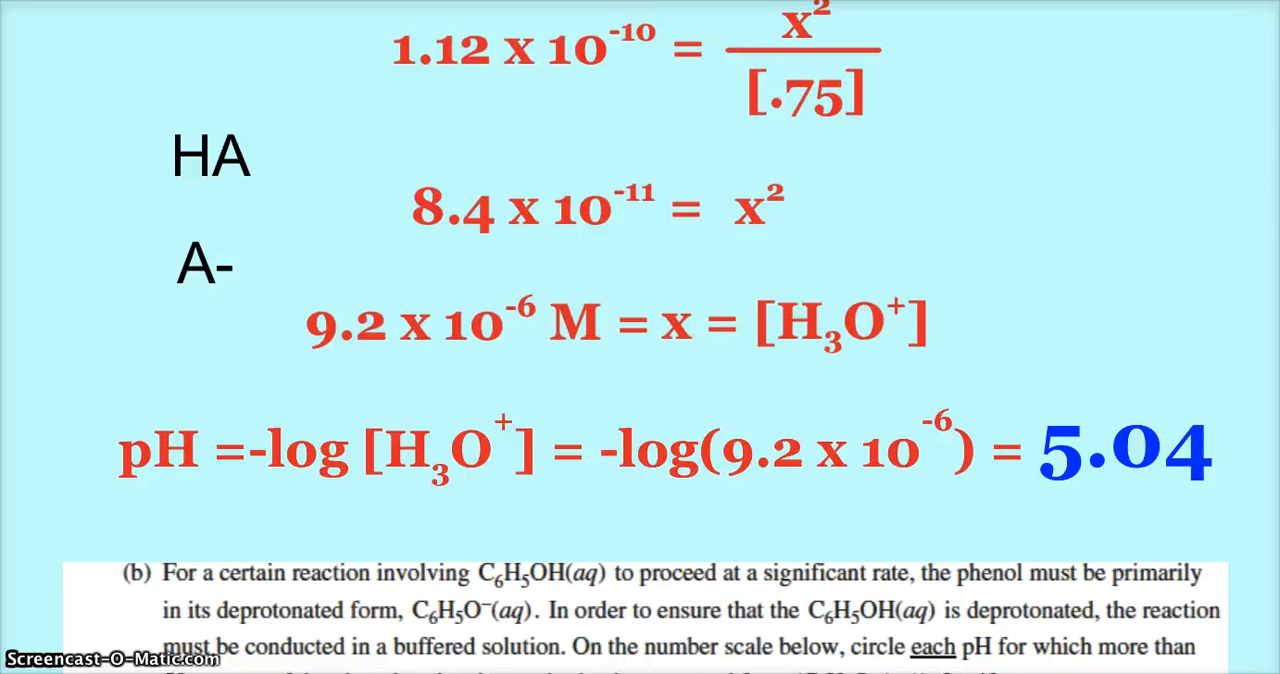 1.12 x 10⁻¹⁰ = x² / [.75]
HA
8.4 x 10⁻¹¹ = x²
A-
9.2 x 10⁻⁶ M = x = [H₃O⁺]
pH =-log [H₃O⁺] = -log(9.2 x 10⁻⁶) = 5.04
(b) For a certain reaction involving C₆H₅OH(aq) to proceed at a significant rate, the phenol must be primarily
in its deprotonated form, C₆H₅O⁻(aq). In order to ensure that the C₆H₅OH(aq) is deprotonated, the reaction
must be conducted in a buffered solution. On the number scale below, circle each pH for which more than
Screencast-O-Matic.com